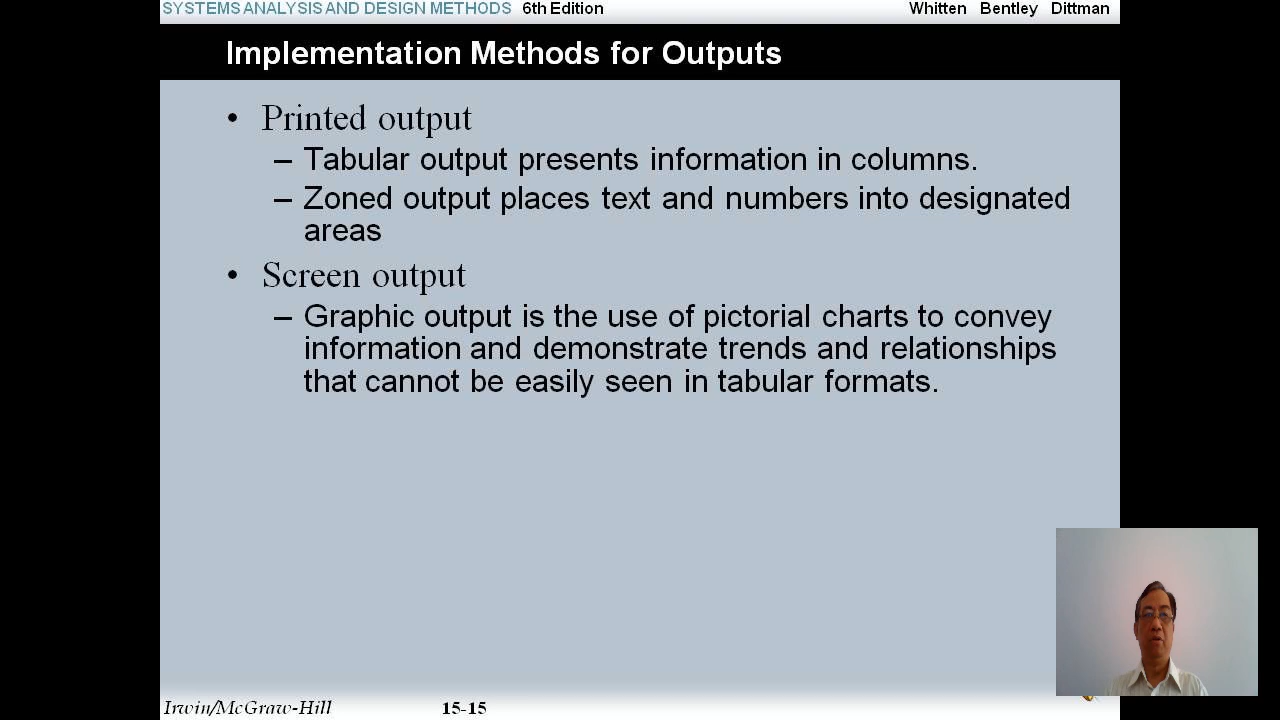 SYSTEMS ANALYSIS AND DESIGN METHODS 6th Edition Whitten Bentley Dittman
Implementation Methods for Outputs
• Printed output
– Tabular output presents information in columns.
– Zoned output places text and numbers into designated
areas
• Screen output
– Graphic output is the use of pictorial charts to convey
information and demonstrate trends and relationships
that cannot be easily seen in tabular formats.
Irwin/McGraw-Hill 15-15